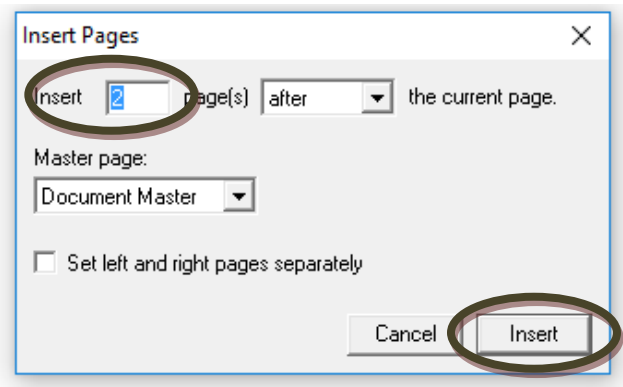 Insert Pages
Insert 2 page(s) after the current page.
Master page:
Document Master
Set left and right pages separately
Cancel Insert